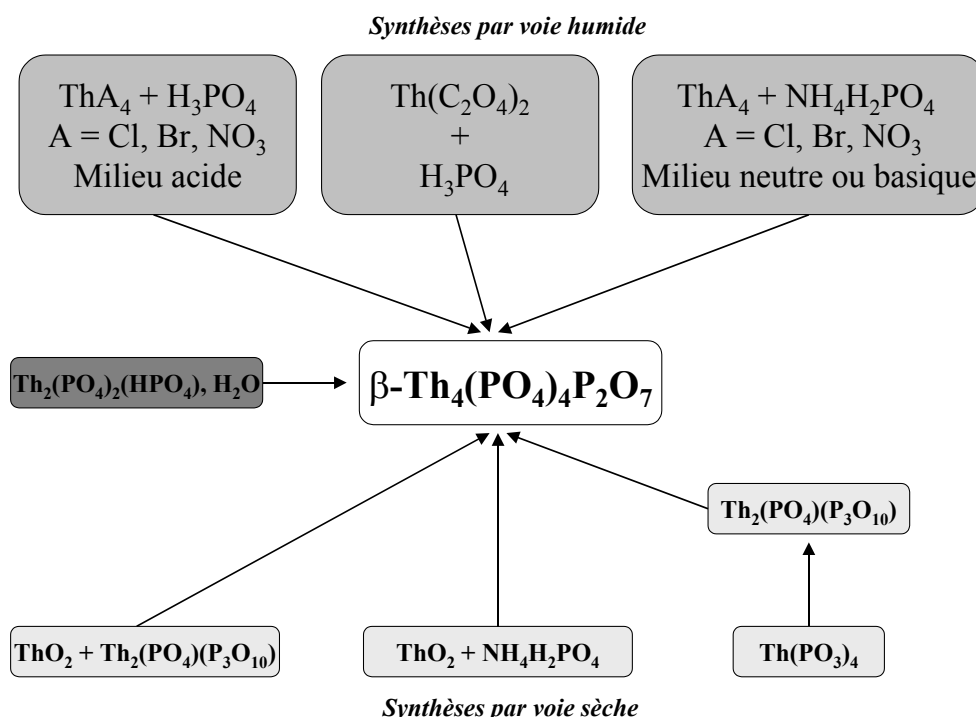 Synthèses par voie humide
ThA₄ + H₃PO₄
A = Cl, Br, NO₃
Milieu acide
Th(C₂O₄)₂
+
H₃PO₄
ThA₄ + NH₄H₂PO₄
A = Cl, Br, NO₃
Milieu neutre ou basique
Th₂(PO₄)₂(HPO₄), H₂O
β-Th₄(PO₄)₄P₂O₇
Th₂(PO₄)(P₃O₁₀)
ThO₂ + Th₂(PO₄)(P₃O₁₀)
ThO₂ + NH₄H₂PO₄
Th(PO₃)₄
Synthèses par voie sèche